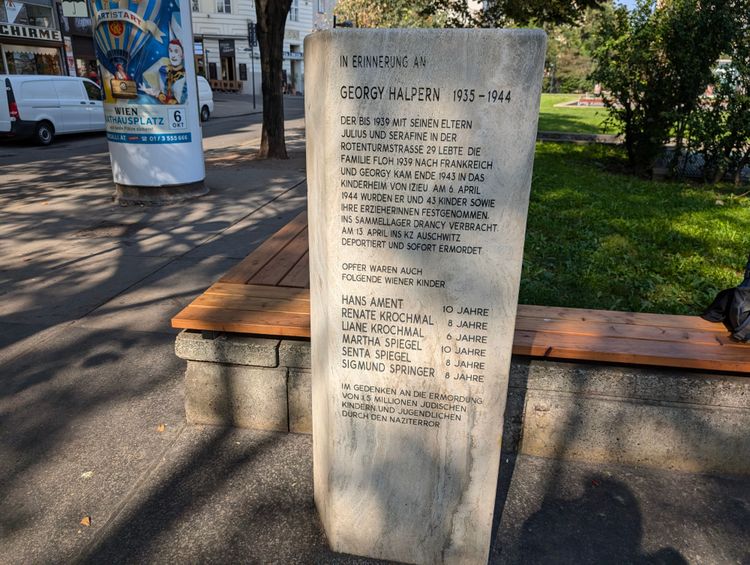 SCHIRME
ARTISTART
WIEN
RATHAUSPLATZ
6
OKT
01 / 3 555 666
IN ERINNERUNG AN
GEORGY HALPERN 1935 – 1944
DER BIS 1939 MIT SEINEN ELTERN
JULIUS UND SERAFINE IN DER
ROTENTURMSTRASSE 29 LEBTE. DIE
FAMILIE FLOH 1939 NACH FRANKREICH
UND GEORGY KAM ENDE 1943 IN DAS
KINDERHEIM VON IZIEU. AM 6. APRIL
1944 WURDEN ER UND 43 KINDER SOWIE
IHRE ERZIEHERINNEN FESTGENOMMEN.
INS SAMMELLAGER DRANCY VERBRACHT.
AM 13. APRIL INS KZ AUSCHWITZ
DEPORTIERT UND SOFORT ERMORDET.
OPFER WAREN AUCH
FOLGENDE WIENER KINDER
HANS AMENT 10 JAHRE
RENATE KROCHMAL 8 JAHRE
LIANE KROCHMAL 6 JAHRE
MARTHA SPIEGEL 10 JAHRE
SENTA SPIEGEL 8 JAHRE
SIGMUND SPRINGER 8 JAHRE
IM GEDENKEN AN DIE ERMORDUNG
VON 1.5 MILLIONEN JÜDISCHEN
KINDERN UND JUGENDLICHEN
DURCH DEN NAZITERROR